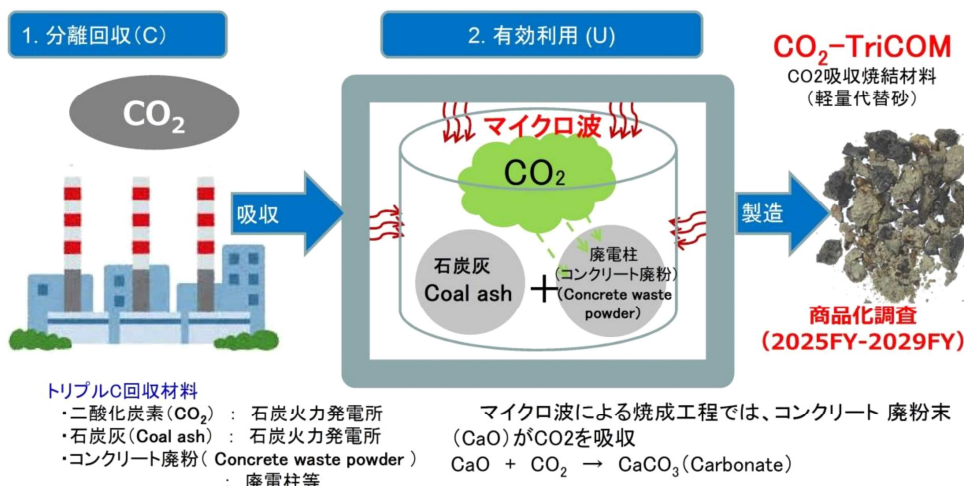 1. 分離回収(C)
2. 有効利用 (U)
CO₂-TriCOM
CO2吸収焼結材料
(軽量代替砂)
CO₂
吸収
マイクロ波
CO₂
石炭灰
Coal ash
+
廃電柱
(コンクリート廃粉)
(Concrete waste
powder)
製造
商品化調査
(2025FY-2029FY)
トリプルC回収材料
・二酸化炭素(CO₂) : 石炭火力発電所
・石炭灰(Coal ash) : 石炭火力発電所
・コンクリート廃粉( Concrete waste powder )
: 廃電柱等
マイクロ波による焼成工程では、コンクリート 廃粉末
(CaO)がCO2を吸収
CaO + CO₂ → CaCO₃(Carbonate)